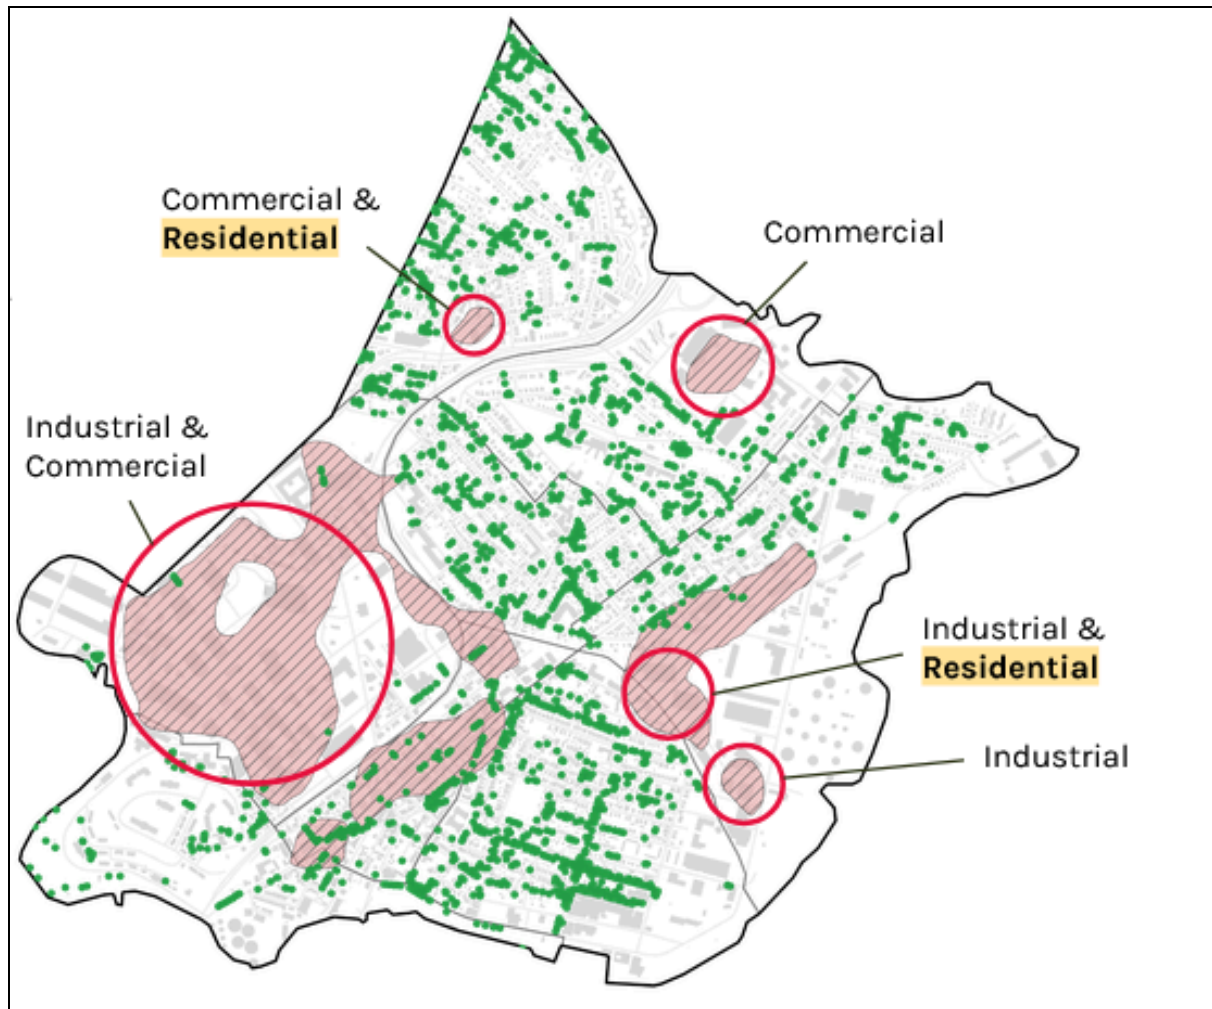 Commercial &
Residential
Commercial
Industrial &
Commercial
Industrial &
Residential
Industrial